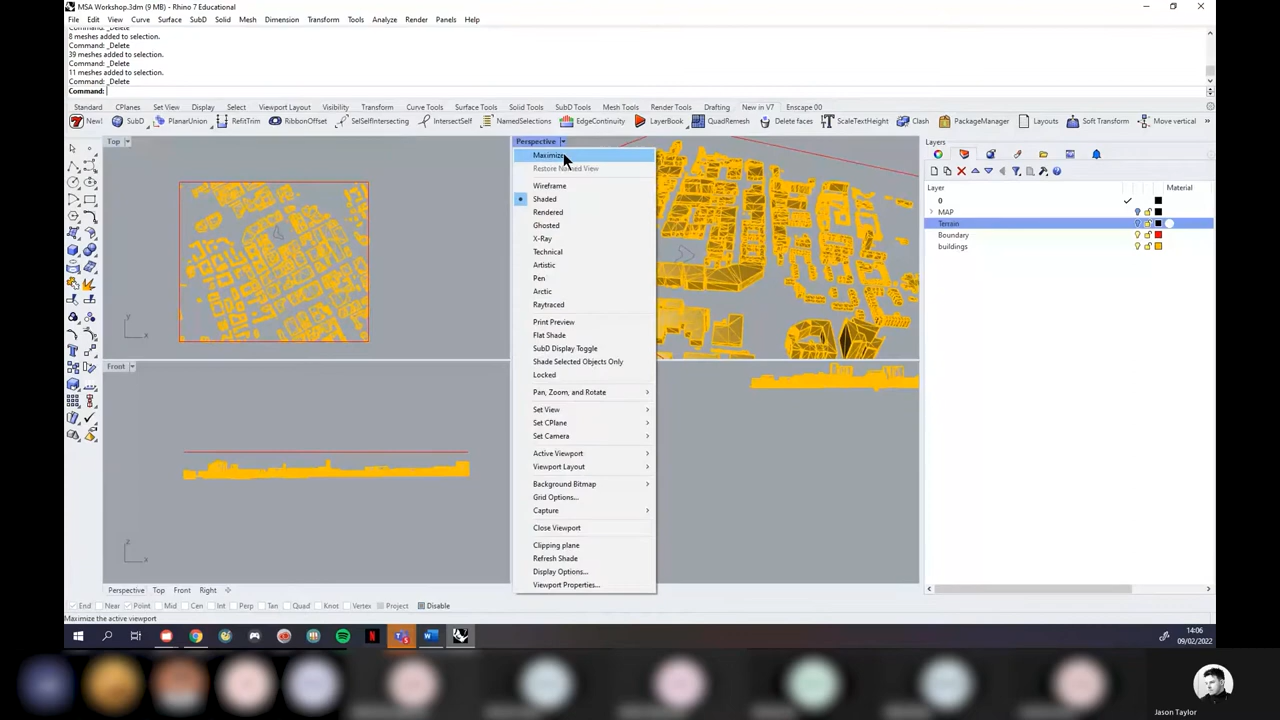 MSA Workshop.3dm (9 MB) - Rhino 7 Educational
File Edit View Curve Surface SubD Solid Mesh Dimension Transform Tools Analyze Render Panels Help
Command: _Delete
8 meshes added to selection.
Command: _Delete
39 meshes added to selection.
Command: _Delete
11 meshes added to selection.
Command: _Delete
Command:
Standard CPlanes Set View Display Select Viewport Layout Visibility Transform Curve Tools Surface Tools Solid Tools SubD Tools Mesh Tools Render Tools Drafting New in V7 Enscape 00
NewI SubD PlanarUnion RefitTrim RibbonOffset SelSelfIntersecting IntersectSelf NamedSelections EdgeContinuity LayerBook QuadRemesh Delete faces ScaleTextHeight Clash PackageManager Layouts Soft Transform Movement vertical
Top
y
x
Perspective
Maximize
Restore Named View
Wireframe
Shaded
Rendered
Ghosted
X-Ray
Technical
Artistic
Pen
Arctic
Raytraced
Print Preview
Flat Shade
SubD Display Toggle
Shade Selected Objects Only
Locked
Pan, Zoom, and Rotate
Set View
Set CPlane
Set Camera
Active Viewport
Viewport Layout
Background Bitmap
Grid Options...
Capture
Close Viewport
Clipping plane
Refresh Shade
Display Options...
Viewport Properties...
Layers
Layer Material
0
MAP
Terrain
Boundary
buildings
Front
z
x
Perspective Top Front Right
End Near Point Mid Cen Int Perp Tan Quad Knot Vertex Project Disable
Maximize the active viewport
14:06
09/02/2022
Jason Taylor